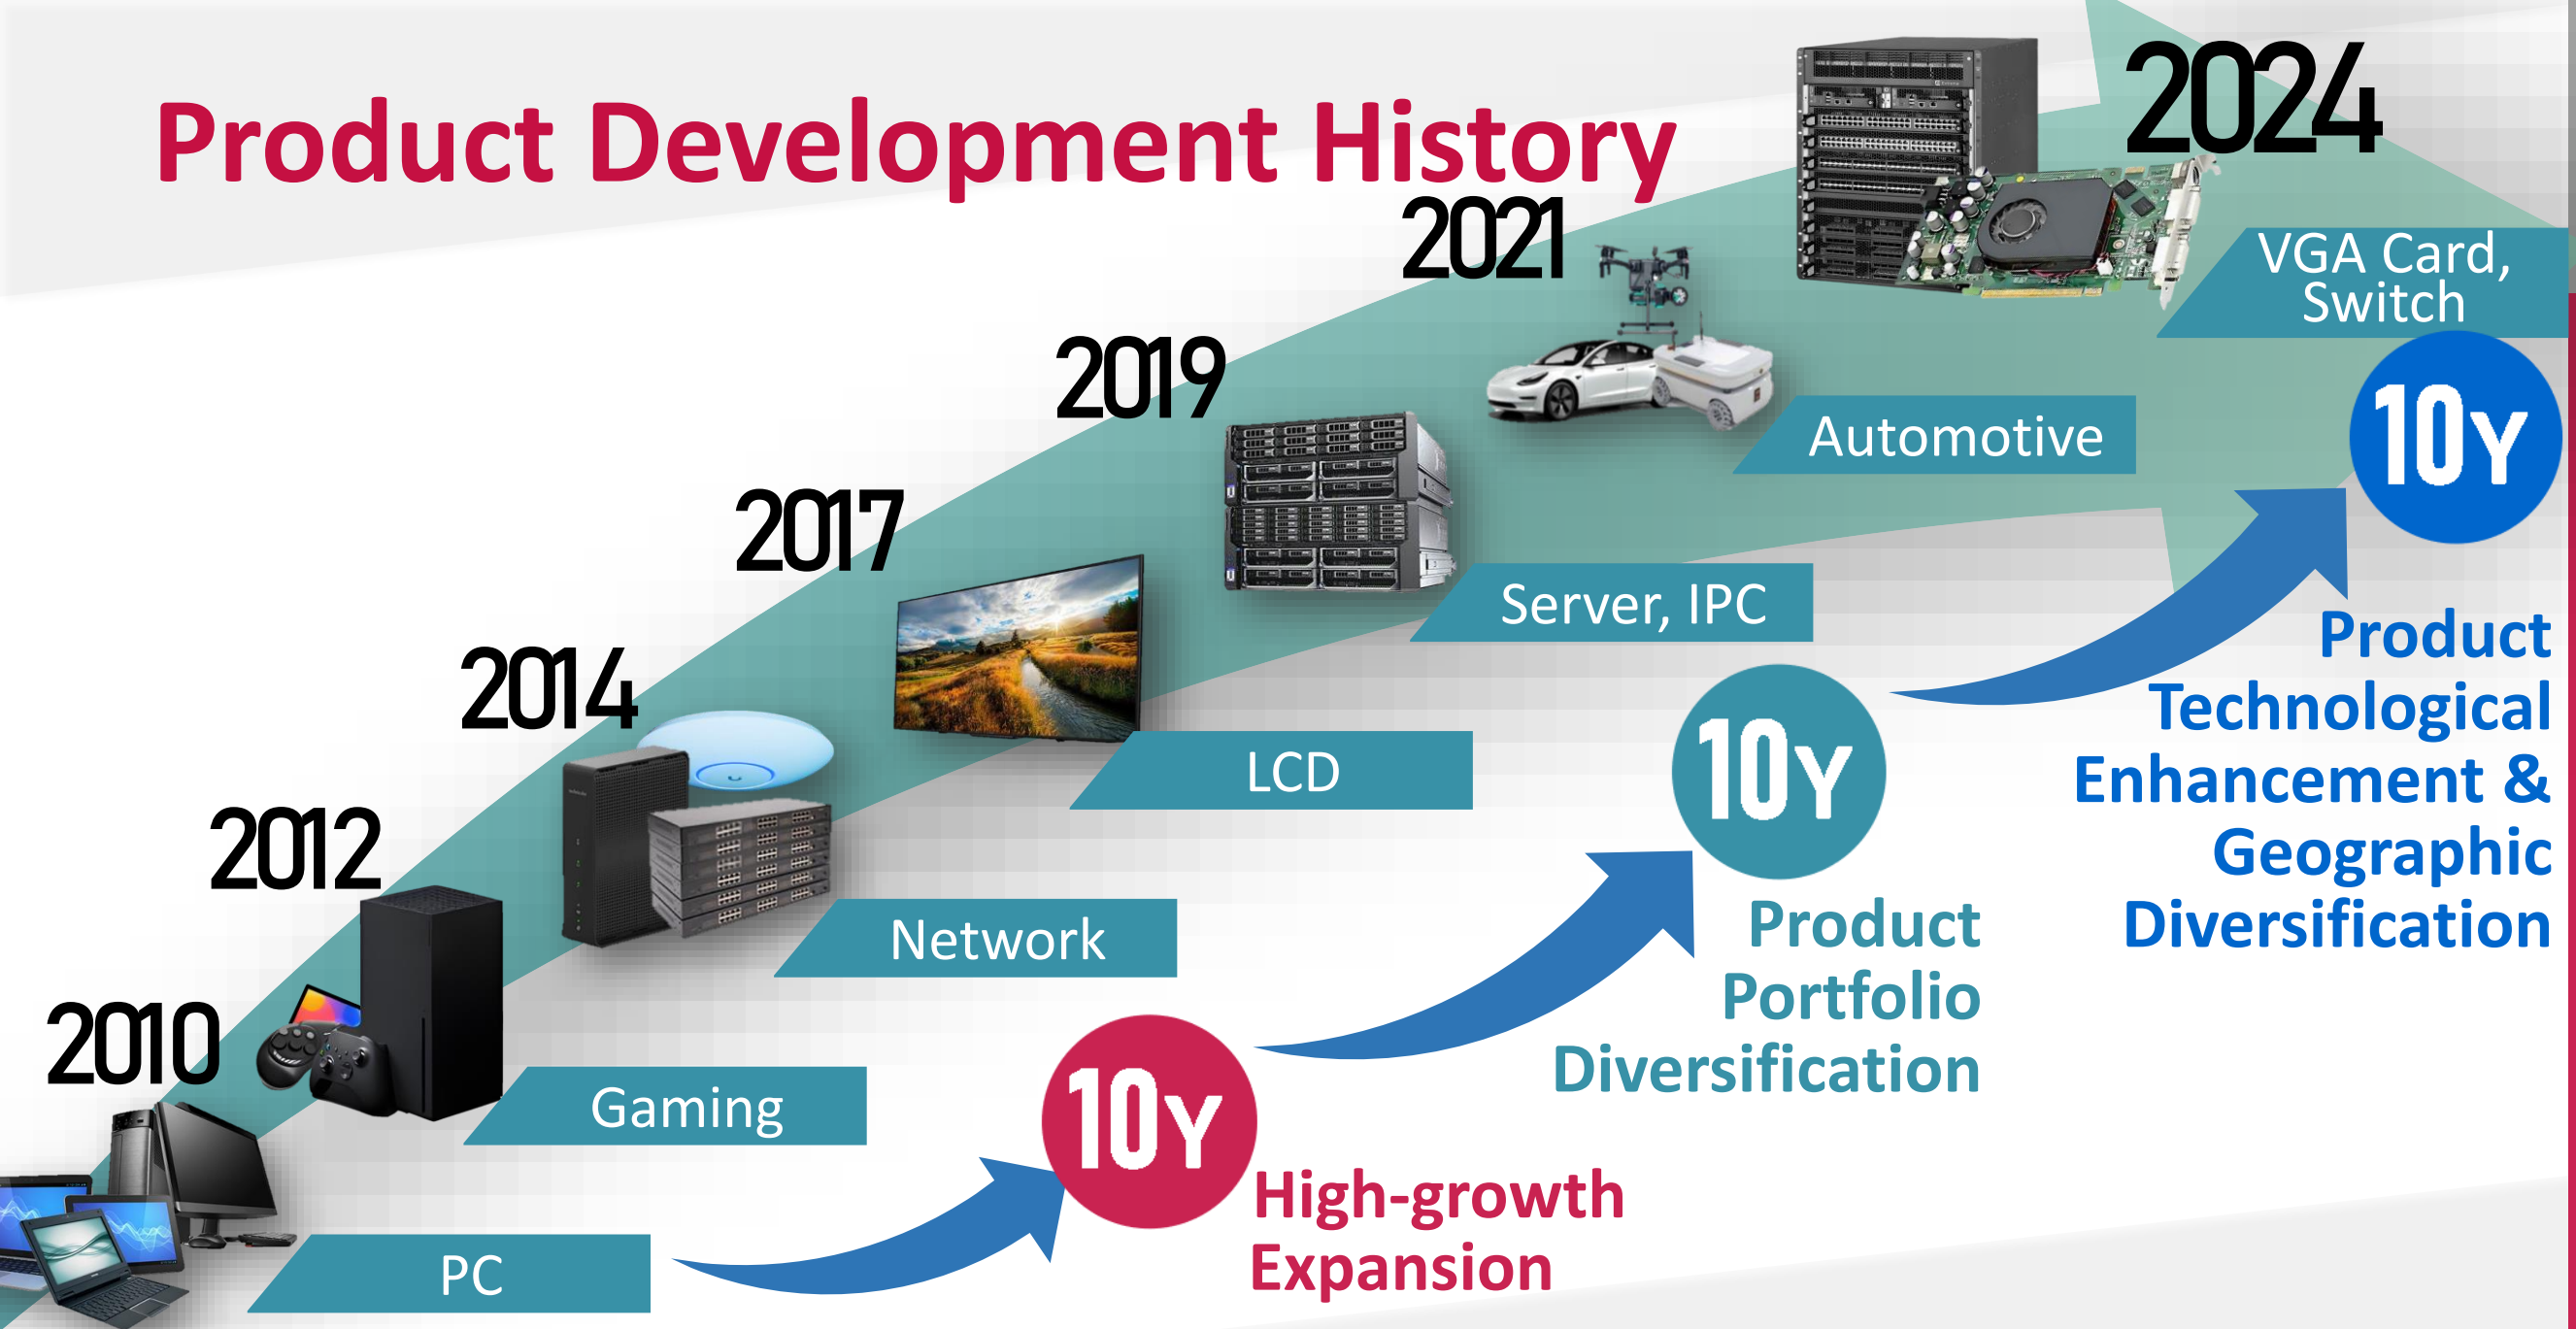 Product Development History
2010
PC
2012
Gaming
2014
Network
2017
LCD
2019
Server, IPC
2021
Automotive
2024
VGA Card,
Switch
10Y
High-growth
Expansion
10Y
Product
Portfolio
Diversification
10Y
Product
Technological
Enhancement &
Geographic
Diversification